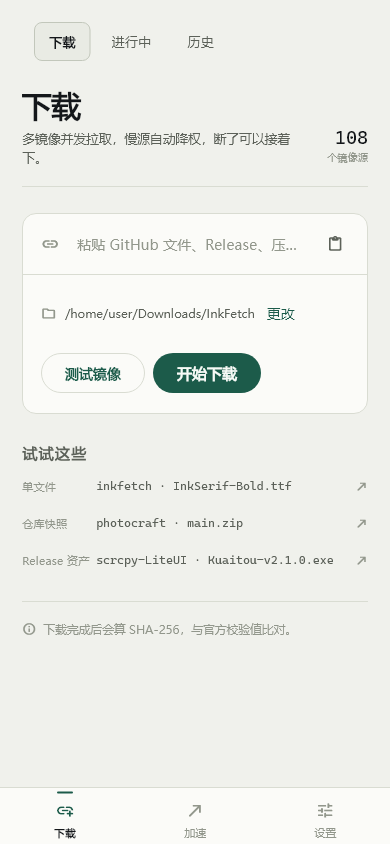 下载 进行中 历史
下载
多镜像并发拉取，慢源自动降权，断了可以接着
下。
108
个镜像源
粘贴 GitHub 文件、Release、压…
/home/user/Downloads/InkFetch 更改
测试镜像 开始下载
试试这些
单文件 inkfetch · InkSerif-Bold.ttf
仓库快照 photocraft · main.zip
Release 资产 scrcpy-LiteUI · Kuaitou-v2.1.0.exe
下载完成后会算 SHA-256，与官方校验值比对。
下载 加速 设置